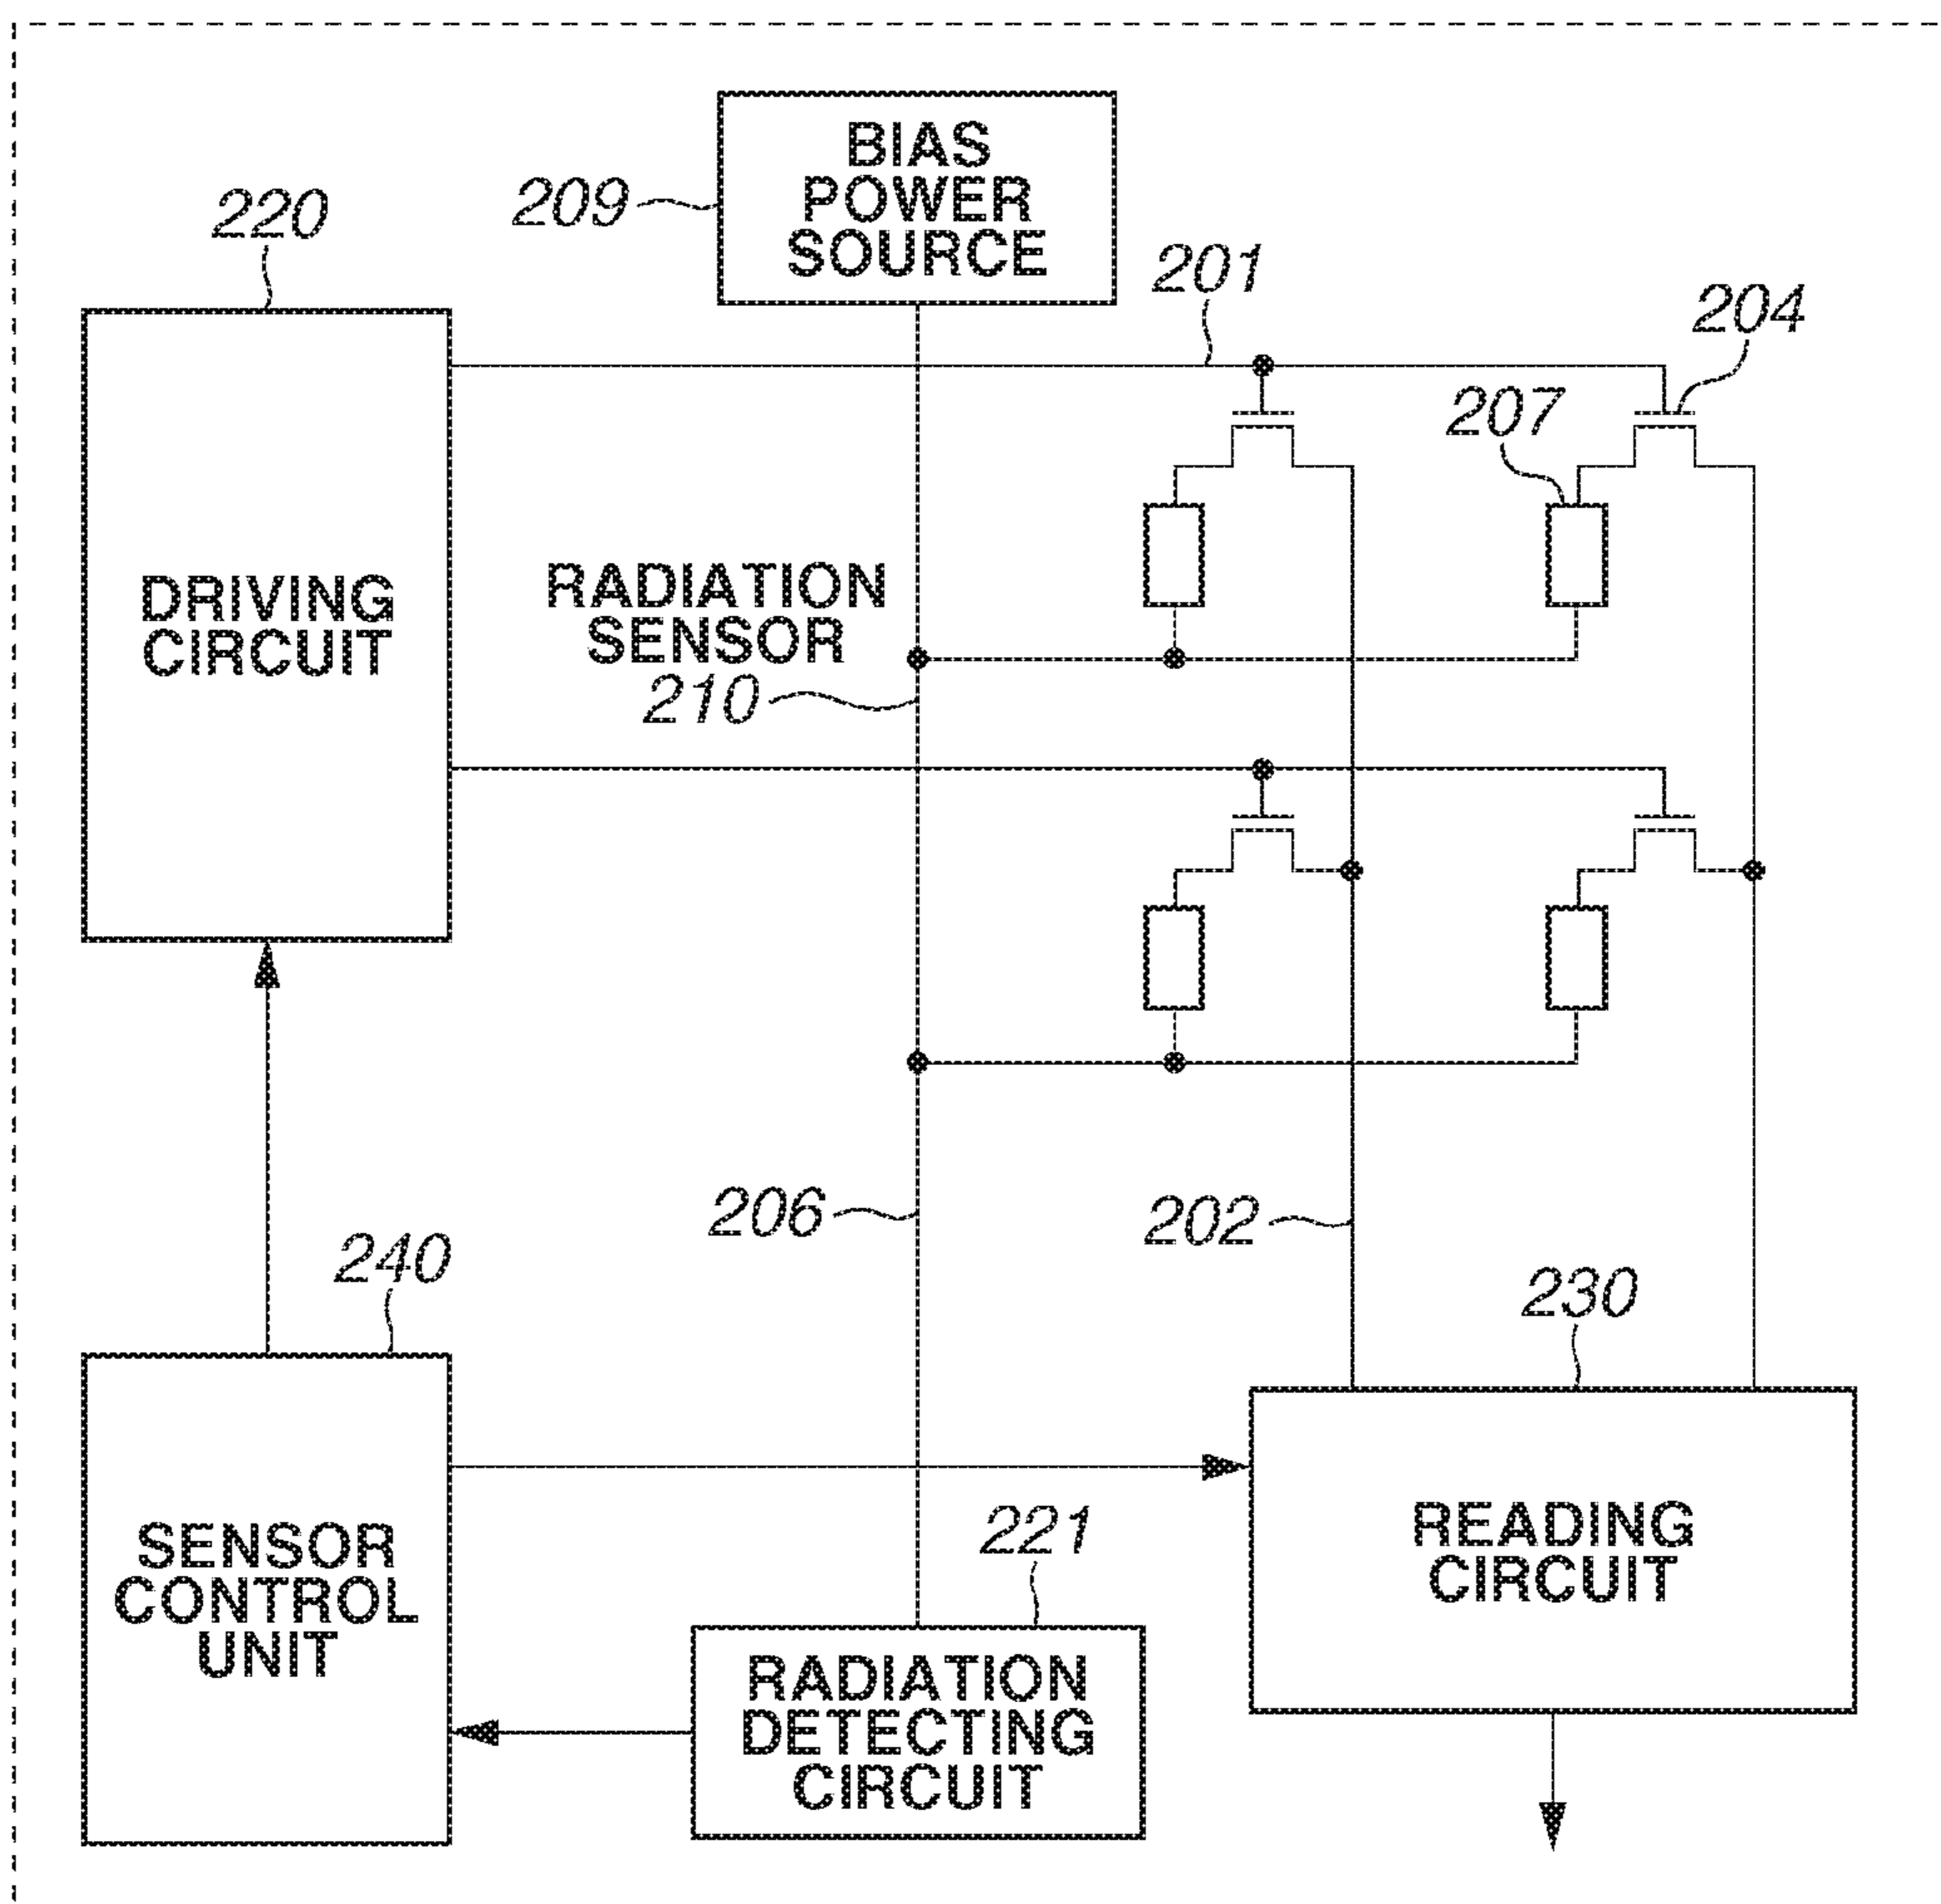 BIAS
POWER
SOURCE
209
220
201
204
207
DRIVING
CIRCUIT
RADIATION
SENSOR
210
206
202
240
230
SENSOR
CONTROL
UNIT
221
READING
CIRCUIT
RADIATION
DETECTING
CIRCUIT